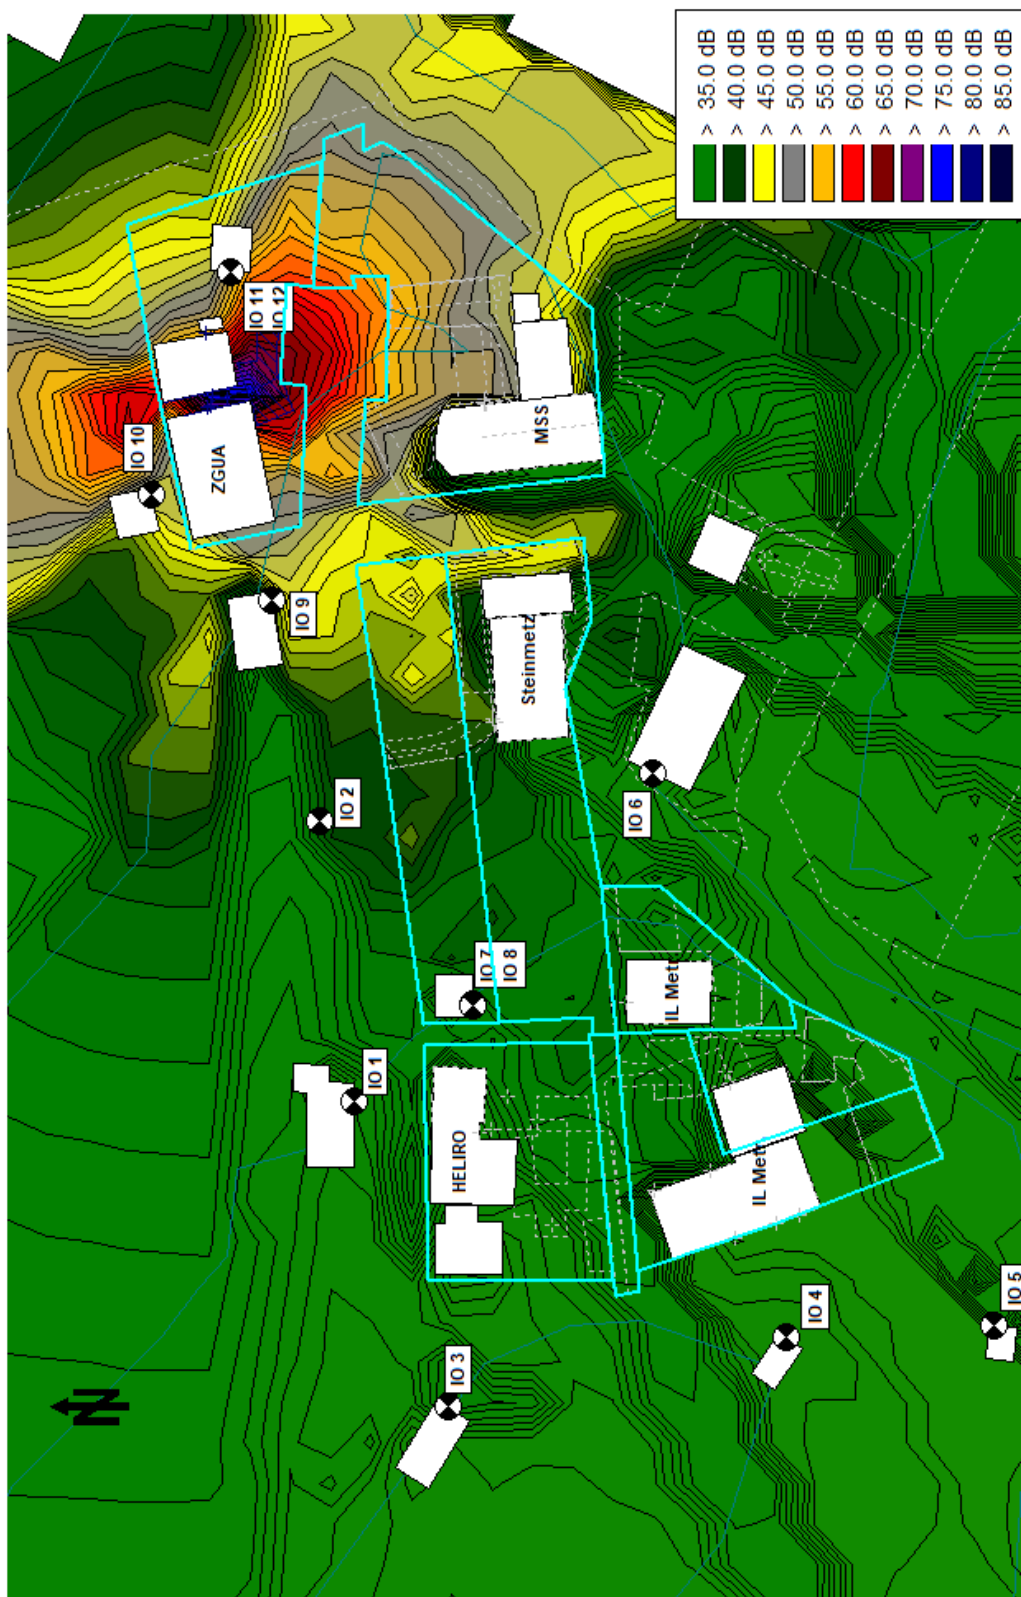 IO 10
ZGUA
IO 11
IO 12
MSS
IO 9
Steinmetz
IO 2
IO 6
IO 7
IO 8
IL Met
IO 1
HELIRO
IL Met
IO 3
IO 4
IO 5
N
> 35.0 dB
> 40.0 dB
> 45.0 dB
> 50.0 dB
> 55.0 dB
> 60.0 dB
> 65.0 dB
> 70.0 dB
> 75.0 dB
> 80.0 dB
> 85.0 dB